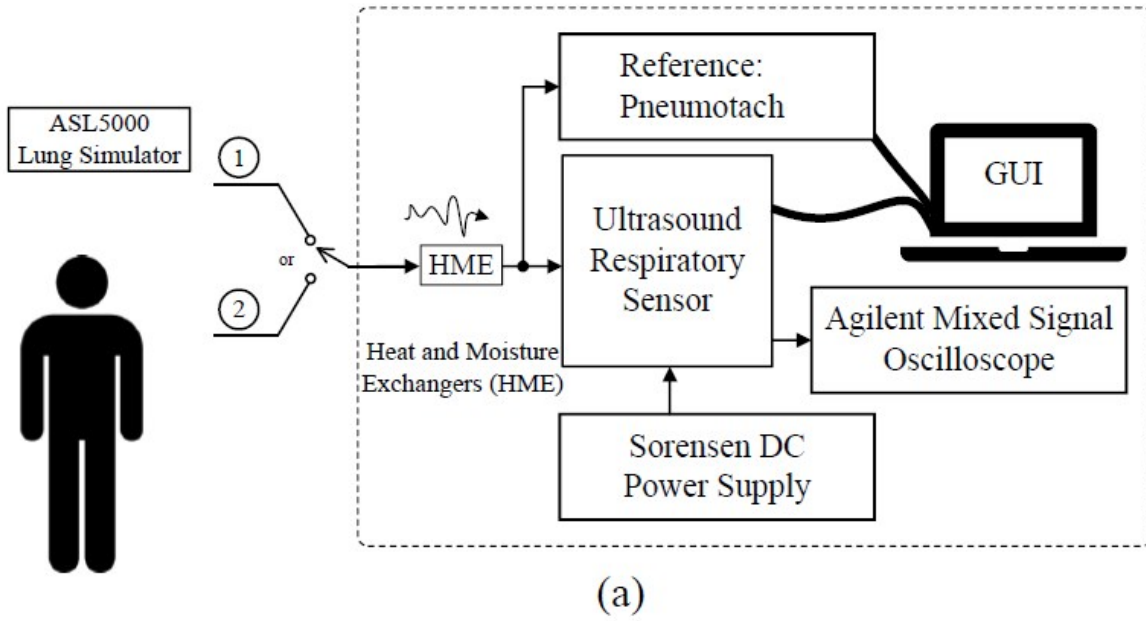 ASL5000
Lung Simulator
1
or
2
HME
Heat and Moisture
Exchangers (HME)
Reference:
Pneumotach
Ultrasound
Respiratory
Sensor
GUI
Agilent Mixed Signal
Oscilloscope
Sorensen DC
Power Supply
(a)